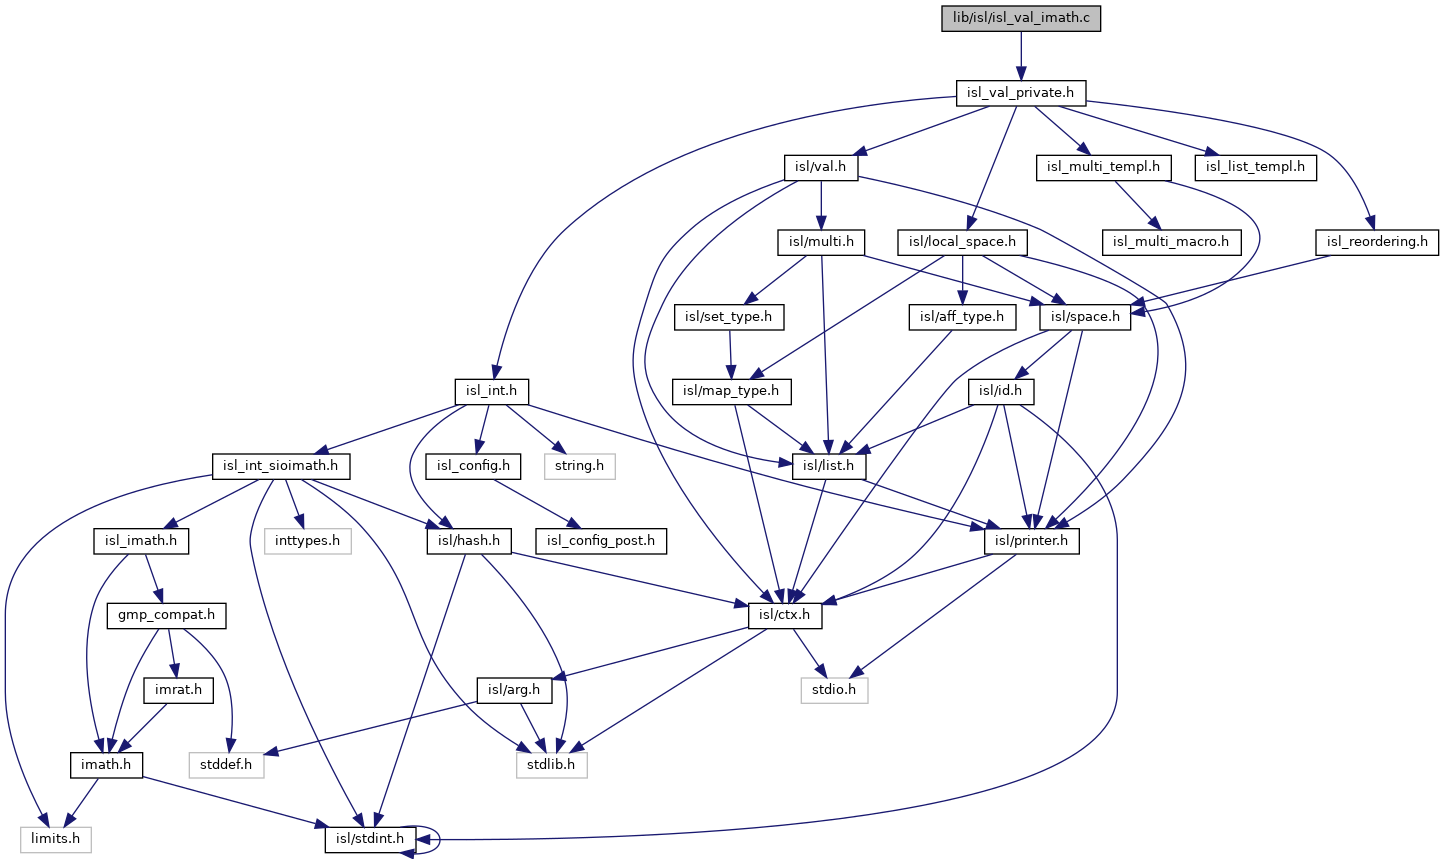 lib/isl/isl_val_imath.c
isl_val_private.h
isl/val.h
isl_multi_templ.h
isl_list_templ.h
isl/multi.h
isl/local_space.h
isl_multi_macro.h
isl_reordering.h
isl/set_type.h
isl/aff_type.h
isl/space.h
isl_int.h
isl/map_type.h
isl/id.h
isl_int_sioimath.h
isl_config.h
string.h
isl/list.h
isl_imath.h
inttypes.h
isl/hash.h
isl_config_post.h
isl/printer.h
gmp_compat.h
isl/ctx.h
imrat.h
isl/arg.h
stdio.h
imath.h
stddef.h
stdlib.h
limits.h
isl/stdint.h